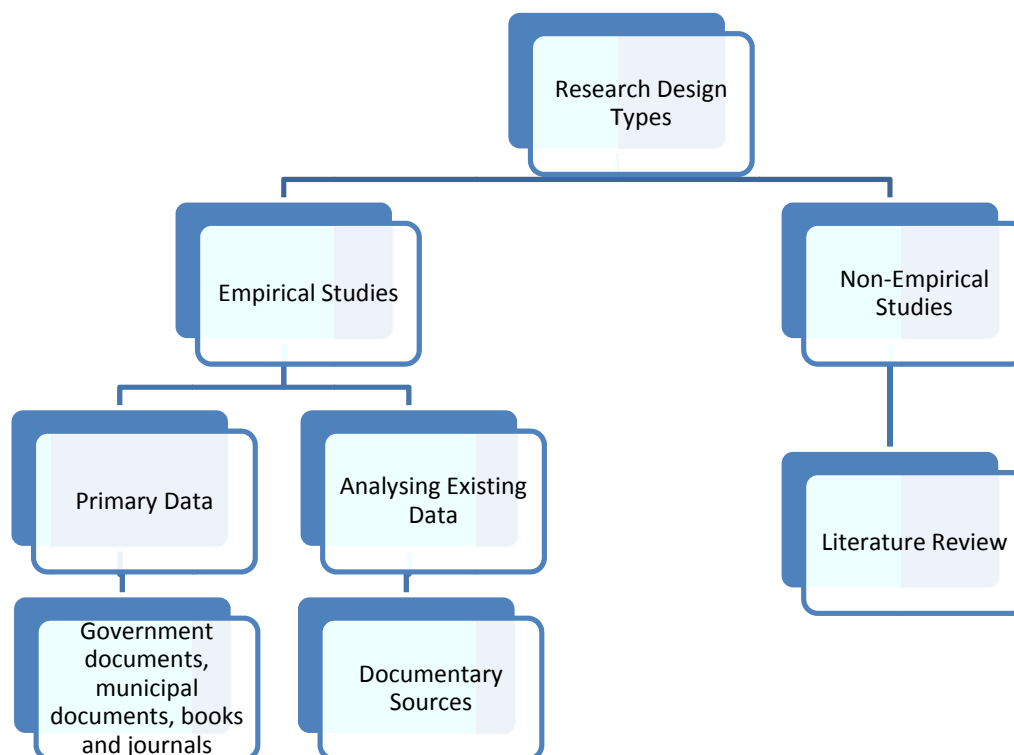 Research Design
Types
Empirical Studies
Non-Empirical
Studies
Primary Data
Analysing Existing
Data
Literature Review
Government
documents,
municipal
documents, books
and journals
Documentary
Sources